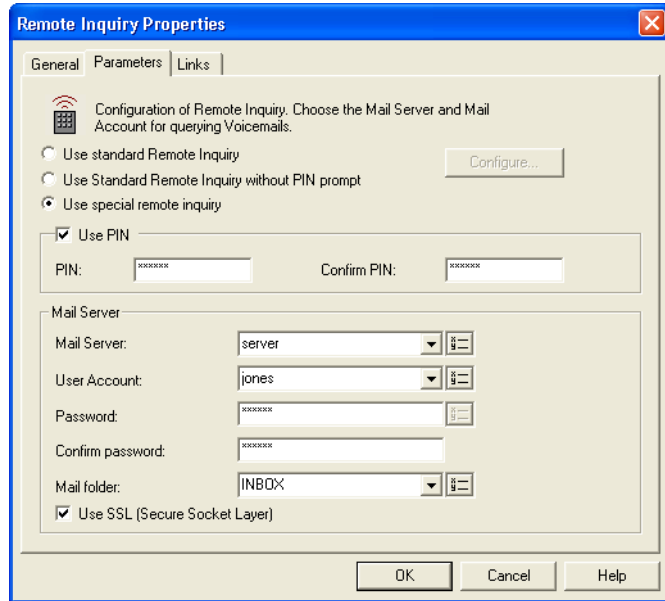 Remote Inquiry Properties
General Parameters Links
Configuration of Remote Inquiry. Choose the Mail Server and Mail
Account for querying Voicemails.
Use standard Remote Inquiry
Configure...
Use Standard Remote Inquiry without PIN prompt
Use special remote inquiry
Use PIN
PIN: ****** Confirm PIN: ******
Mail Server
Mail Server: server
User Account: jones
Password: ******
Confirm password: ******
Mail folder: INBOX
Use SSL (Secure Socket Layer)
OK Cancel Help